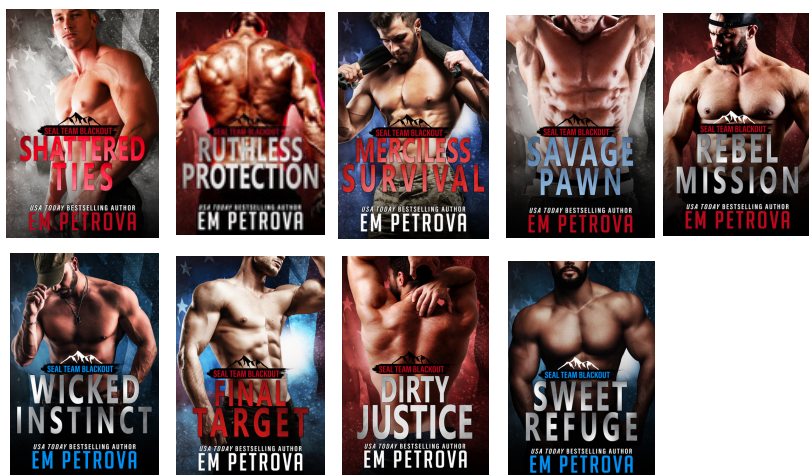 SEAL TEAM BLACKOUT
SHATTERED
TIES
USA TODAY BESTSELLING AUTHOR
EM PETROVA
SEAL TEAM BLACKOUT
RUTHLESS
PROTECTION
USA TODAY BESTSELLING AUTHOR
EM PETROVA
SEAL TEAM BLACKOUT
MERCILESS
SURVIVAL
USA TODAY BESTSELLING AUTHOR
EM PETROVA
SEAL TEAM BLACKOUT
SAVAGE
PAWN
USA TODAY BESTSELLING AUTHOR
EM PETROVA
SEAL TEAM BLACKOUT
REBEL
MISSION
USA TODAY BESTSELLING AUTHOR
EM PETROVA
SEAL TEAM BLACKOUT
WICKED
INSTINCT
USA TODAY BESTSELLING AUTHOR
EM PETROVA
SEAL TEAM BLACKOUT
FINAL
TARGET
USA TODAY BESTSELLING AUTHOR
EM PETROVA
SEAL TEAM BLACKOUT
DIRTY
JUSTICE
USA TODAY BESTSELLING AUTHOR
EM PETROVA
SEAL TEAM BLACKOUT
SWEET
REFUGE
USA TODAY BESTSELLING AUTHOR
EM PETROVA